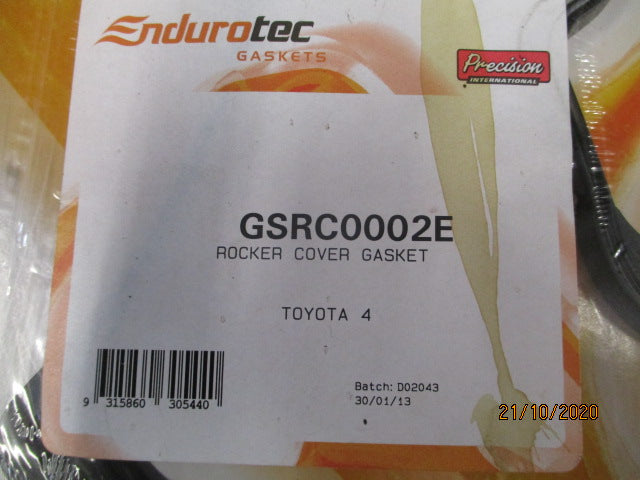 Endurotec
GASKETS
Precision
INTERNATIONAL
GSRC0002E
ROCKER COVER GASKET
TOYOTA 4
9 315860 305440
Batch: D02043
30/01/13
21/10/2020